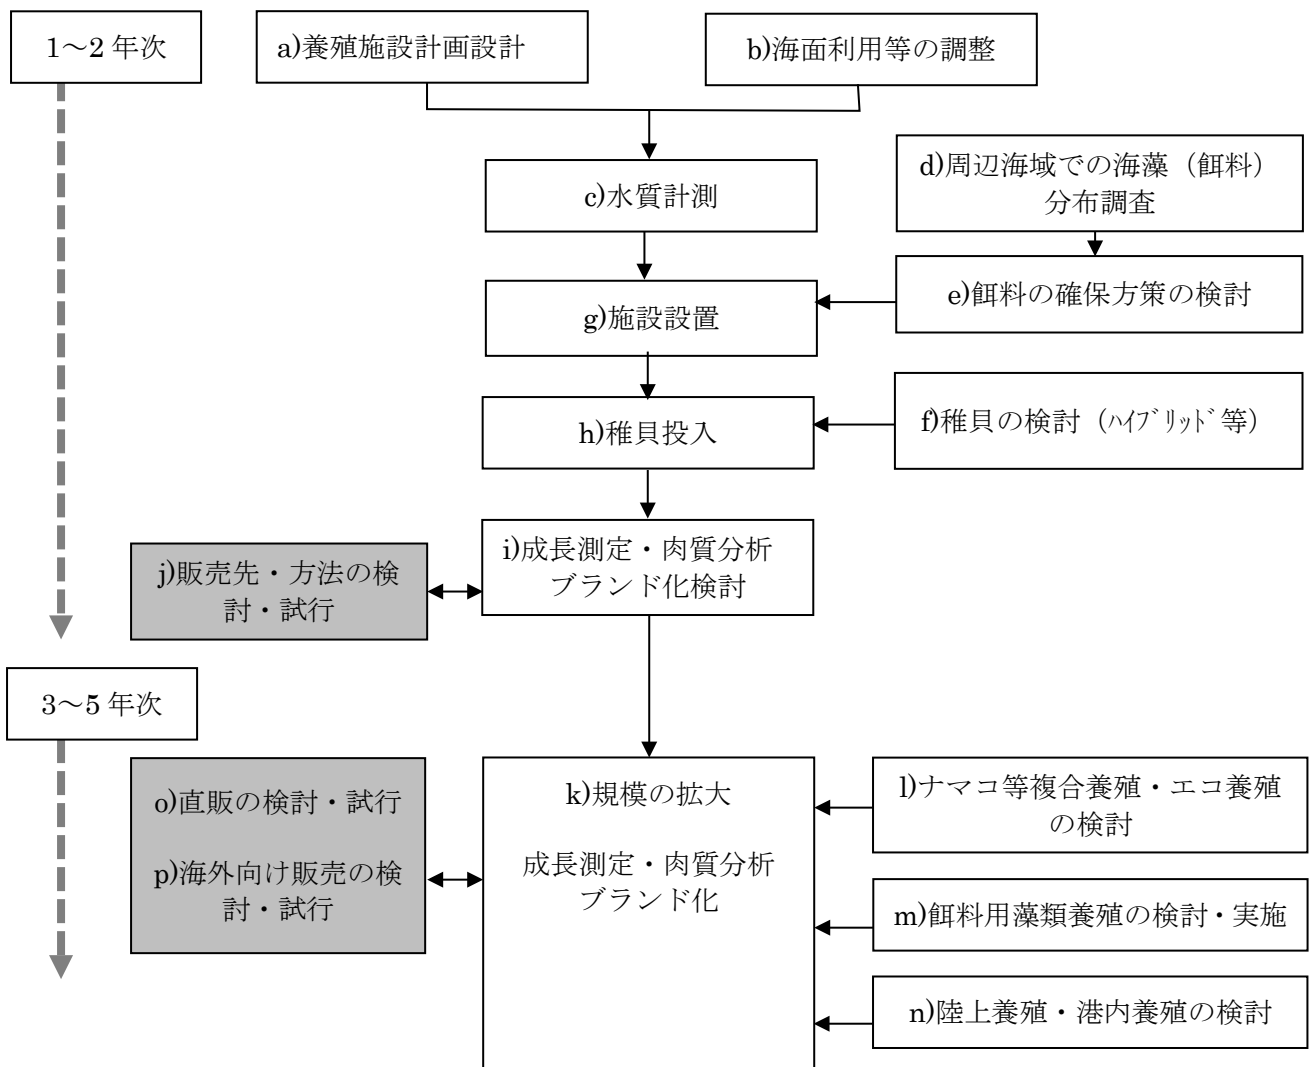 1～2 年次
a)養殖施設計画設計
b)海面利用等の調整
c)水質計測
d)周辺海域での海藻（餌料）
分布調査
e)餌料の確保方策の検討
g)施設設置
f)稚貝の検討（ﾊｲﾌﾞﾘｯﾄﾞ等）
h)稚貝投入
i)成長測定・肉質分析
ブランド化検討
j)販売先・方法の検
討・試行
3～5 年次
k)規模の拡大
成長測定・肉質分析
ブランド化
l)ナマコ等複合養殖・エコ養殖
の検討
o)直販の検討・試行
p)海外向け販売の検
討・試行
m)餌料用藻類養殖の検討・実施
n)陸上養殖・港内養殖の検討